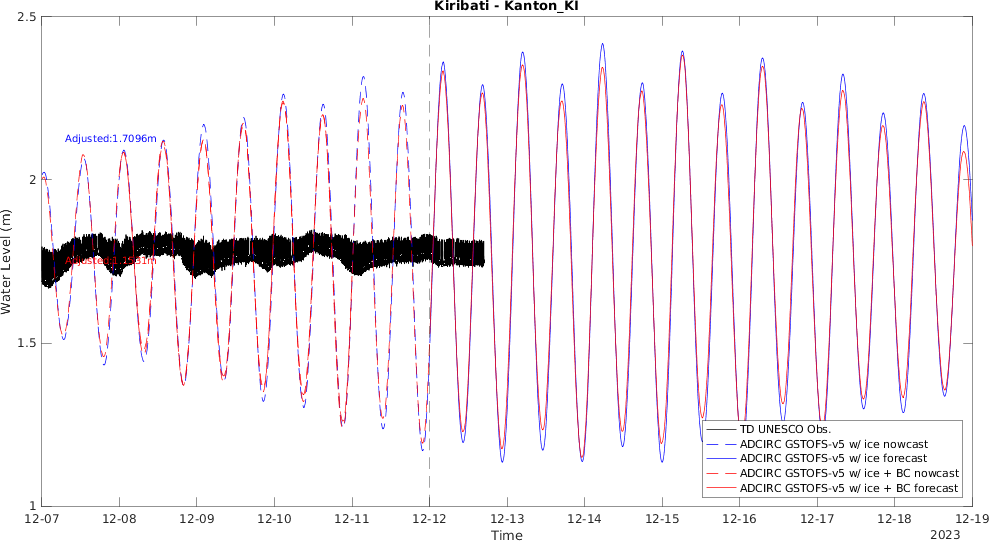 Kiribati - Kanton_KI
2.5
2
1.5
1
Water Level (m)
Adjusted:1.7096m
TD UNESCO Obs.
ADCIRC GSTOFS-v5 w/ ice nowcast
ADCIRC GSTOFS-v5 w/ ice forecast
ADCIRC GSTOFS-v5 w/ ice + BC nowcast
ADCIRC GSTOFS-v5 w/ ice + BC forecast
12-07 12-08 12-09 12-10 12-11 12-12 12-13 12-14 12-15 12-16 12-17 12-18 12-19
Time
2023